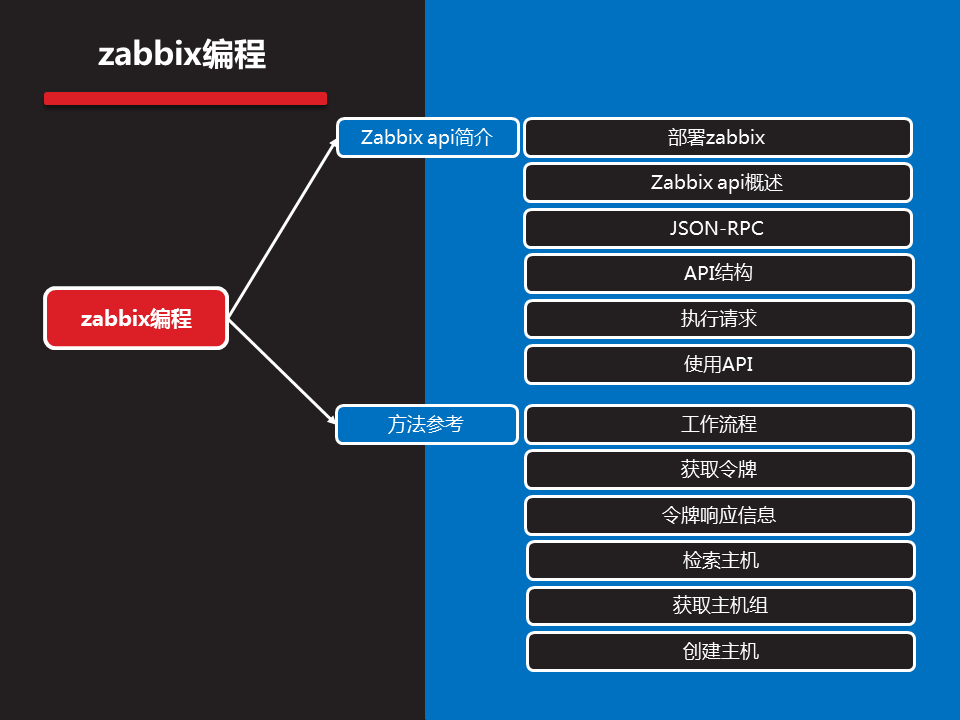 zabbix编程
Zabbix api简介
部署zabbix
Zabbix api概述
JSON-RPC
API结构
执行请求
使用API
zabbix编程
方法参考
工作流程
获取令牌
令牌响应信息
检索主机
获取主机组
创建主机